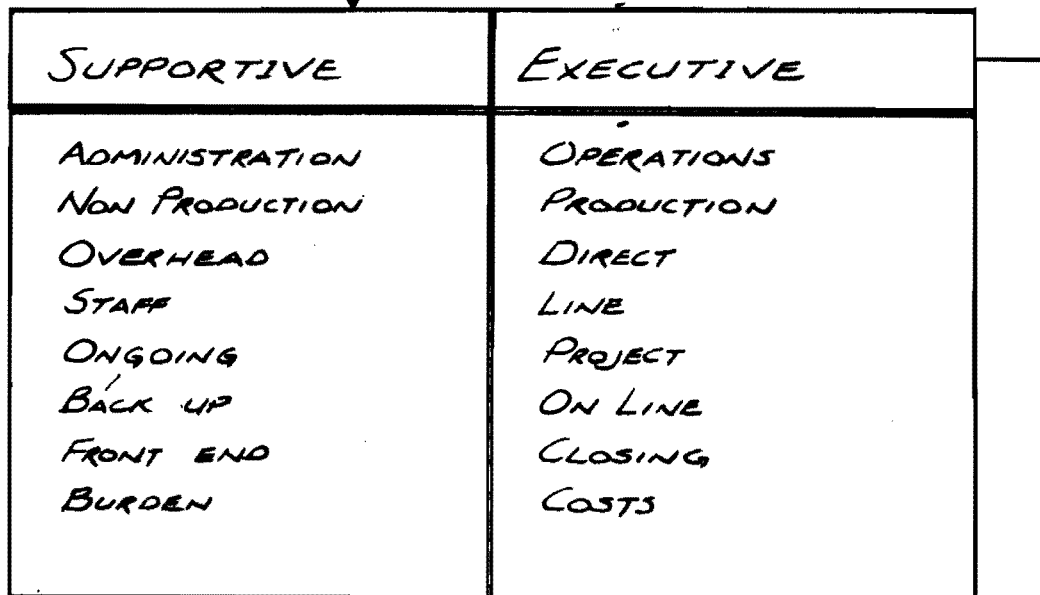 SUPPORTIVE EXECUTIVE
ADMINISTRATION OPERATIONS
NON PRODUCTION PRODUCTION
OVERHEAD DIRECT
STAFF LINE
ONGOING PROJECT
BACK UP ON LINE
FRONT END CLOSING
BURDEN COSTS